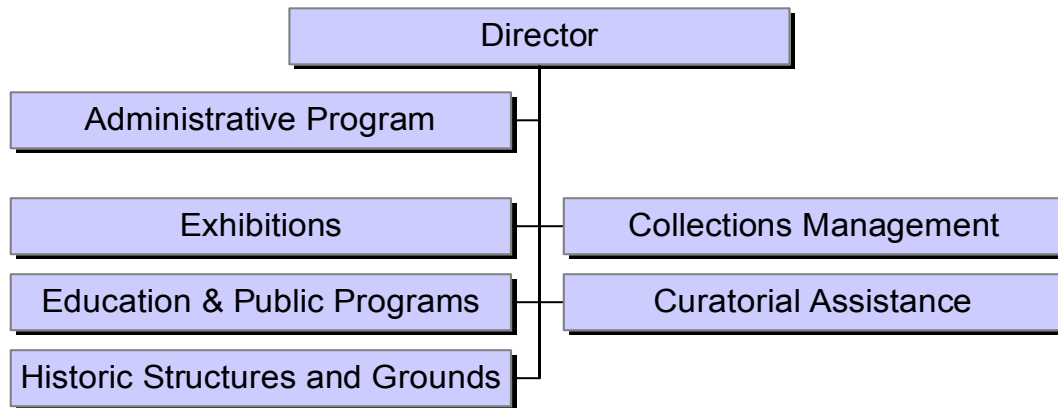 Director
Administrative Program
Exhibitions
Collections Management
Education & Public Programs
Curatorial Assistance
Historic Structures and Grounds